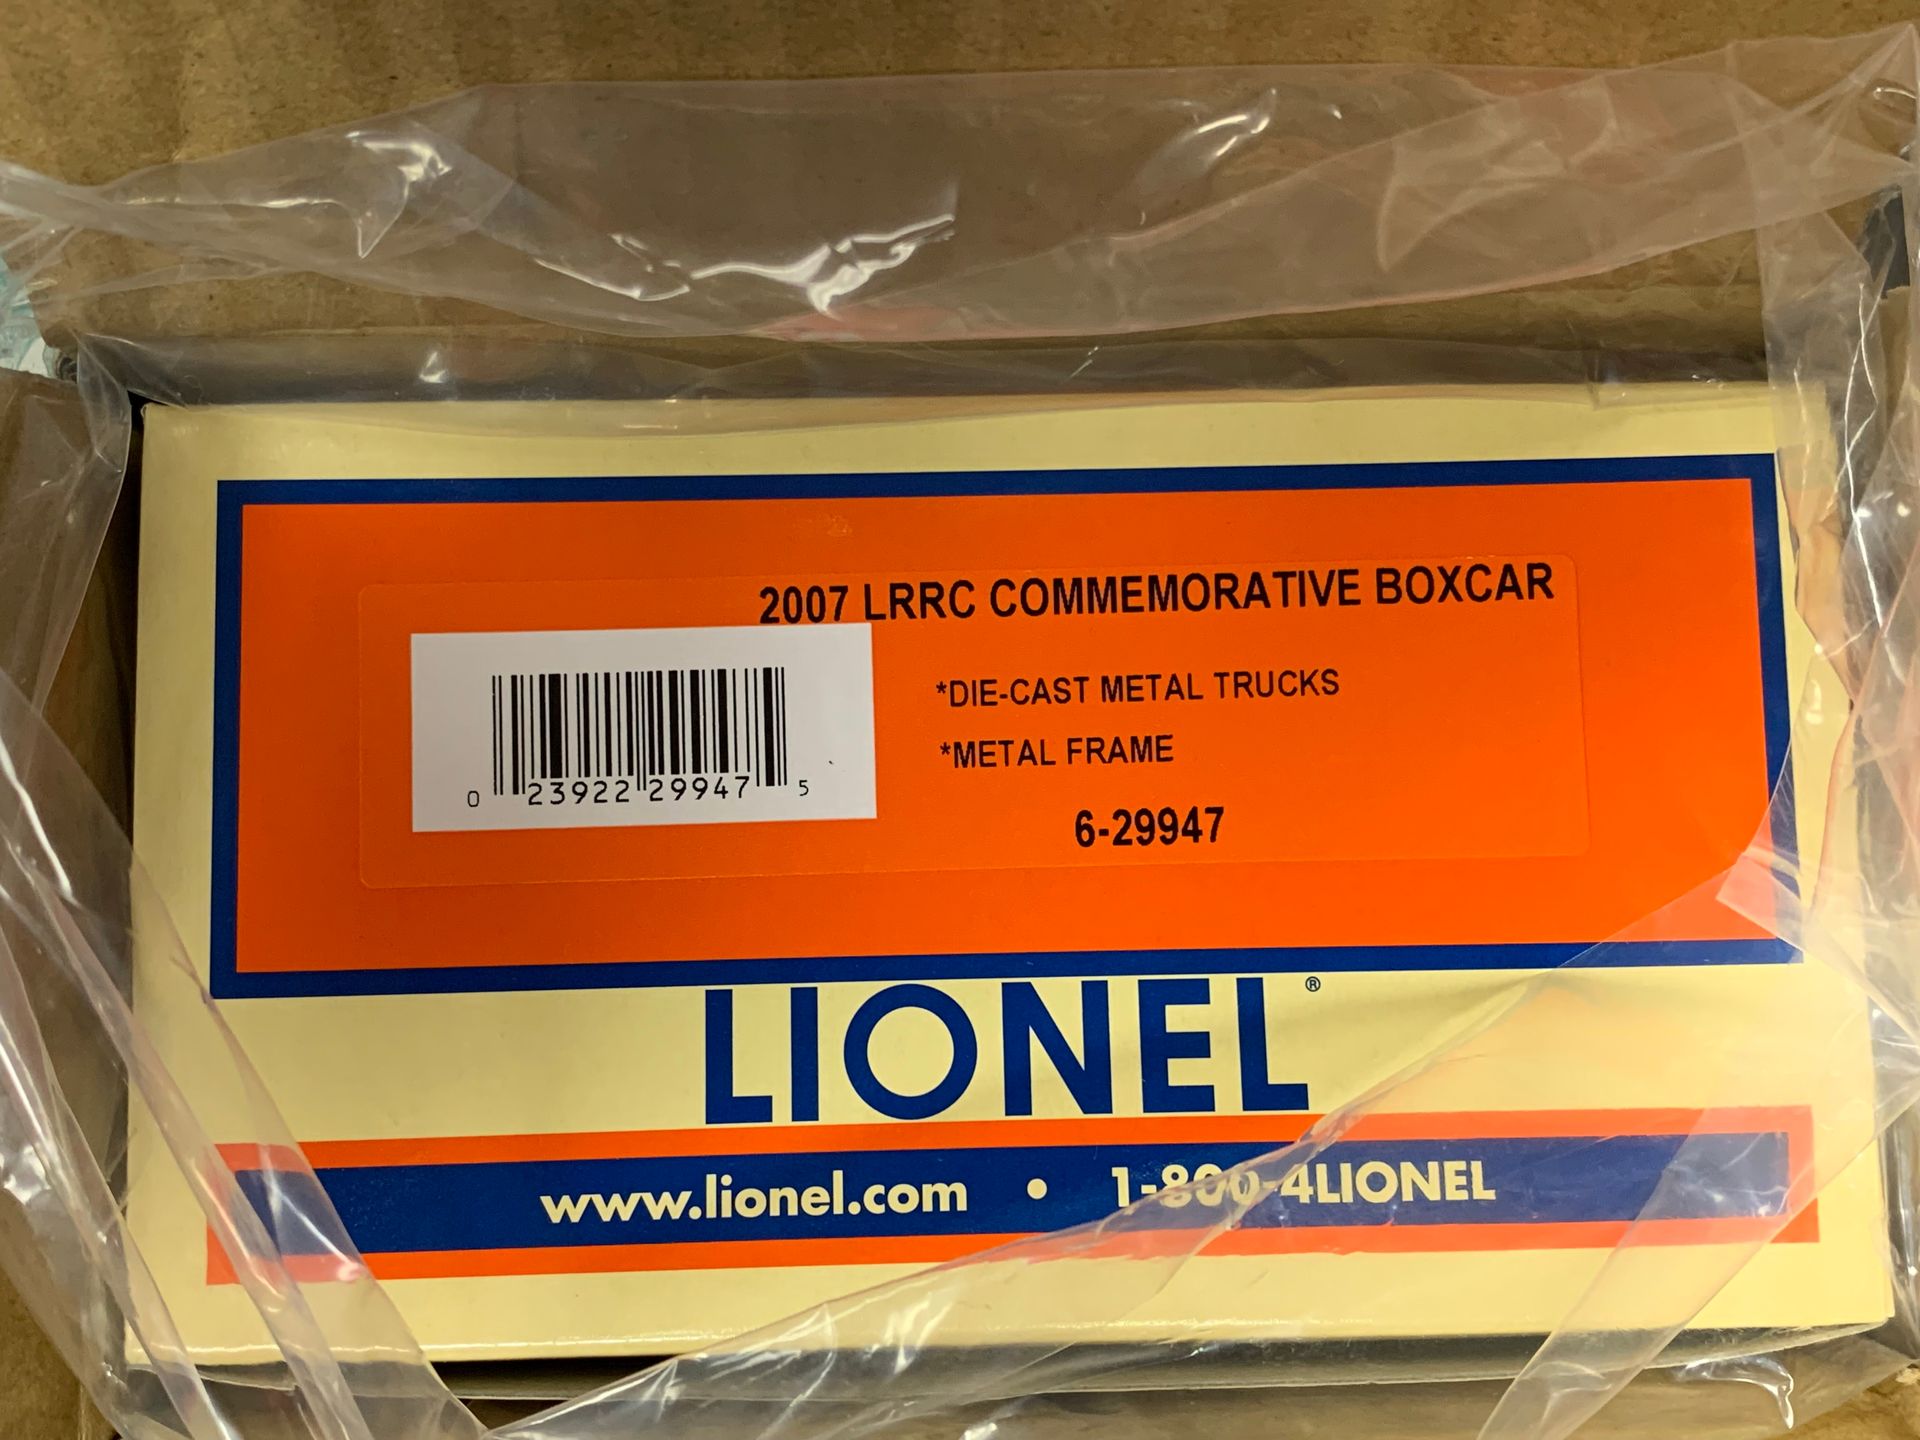 2007 LRRC COMMEMORATIVE BOXCAR
*DIE-CAST METAL TRUCKS
*METAL FRAME
0 23922 29947 5
6-29947
LIONEL®
www.lionel.com • 1-800-4LIONEL